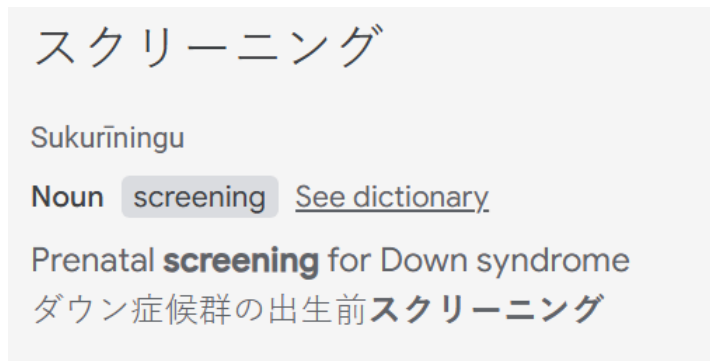 スクリーニング
Sukurīningu
Noun screening See dictionary
Prenatal screening for Down syndrome
ダウン症候群の出生前スクリーニング